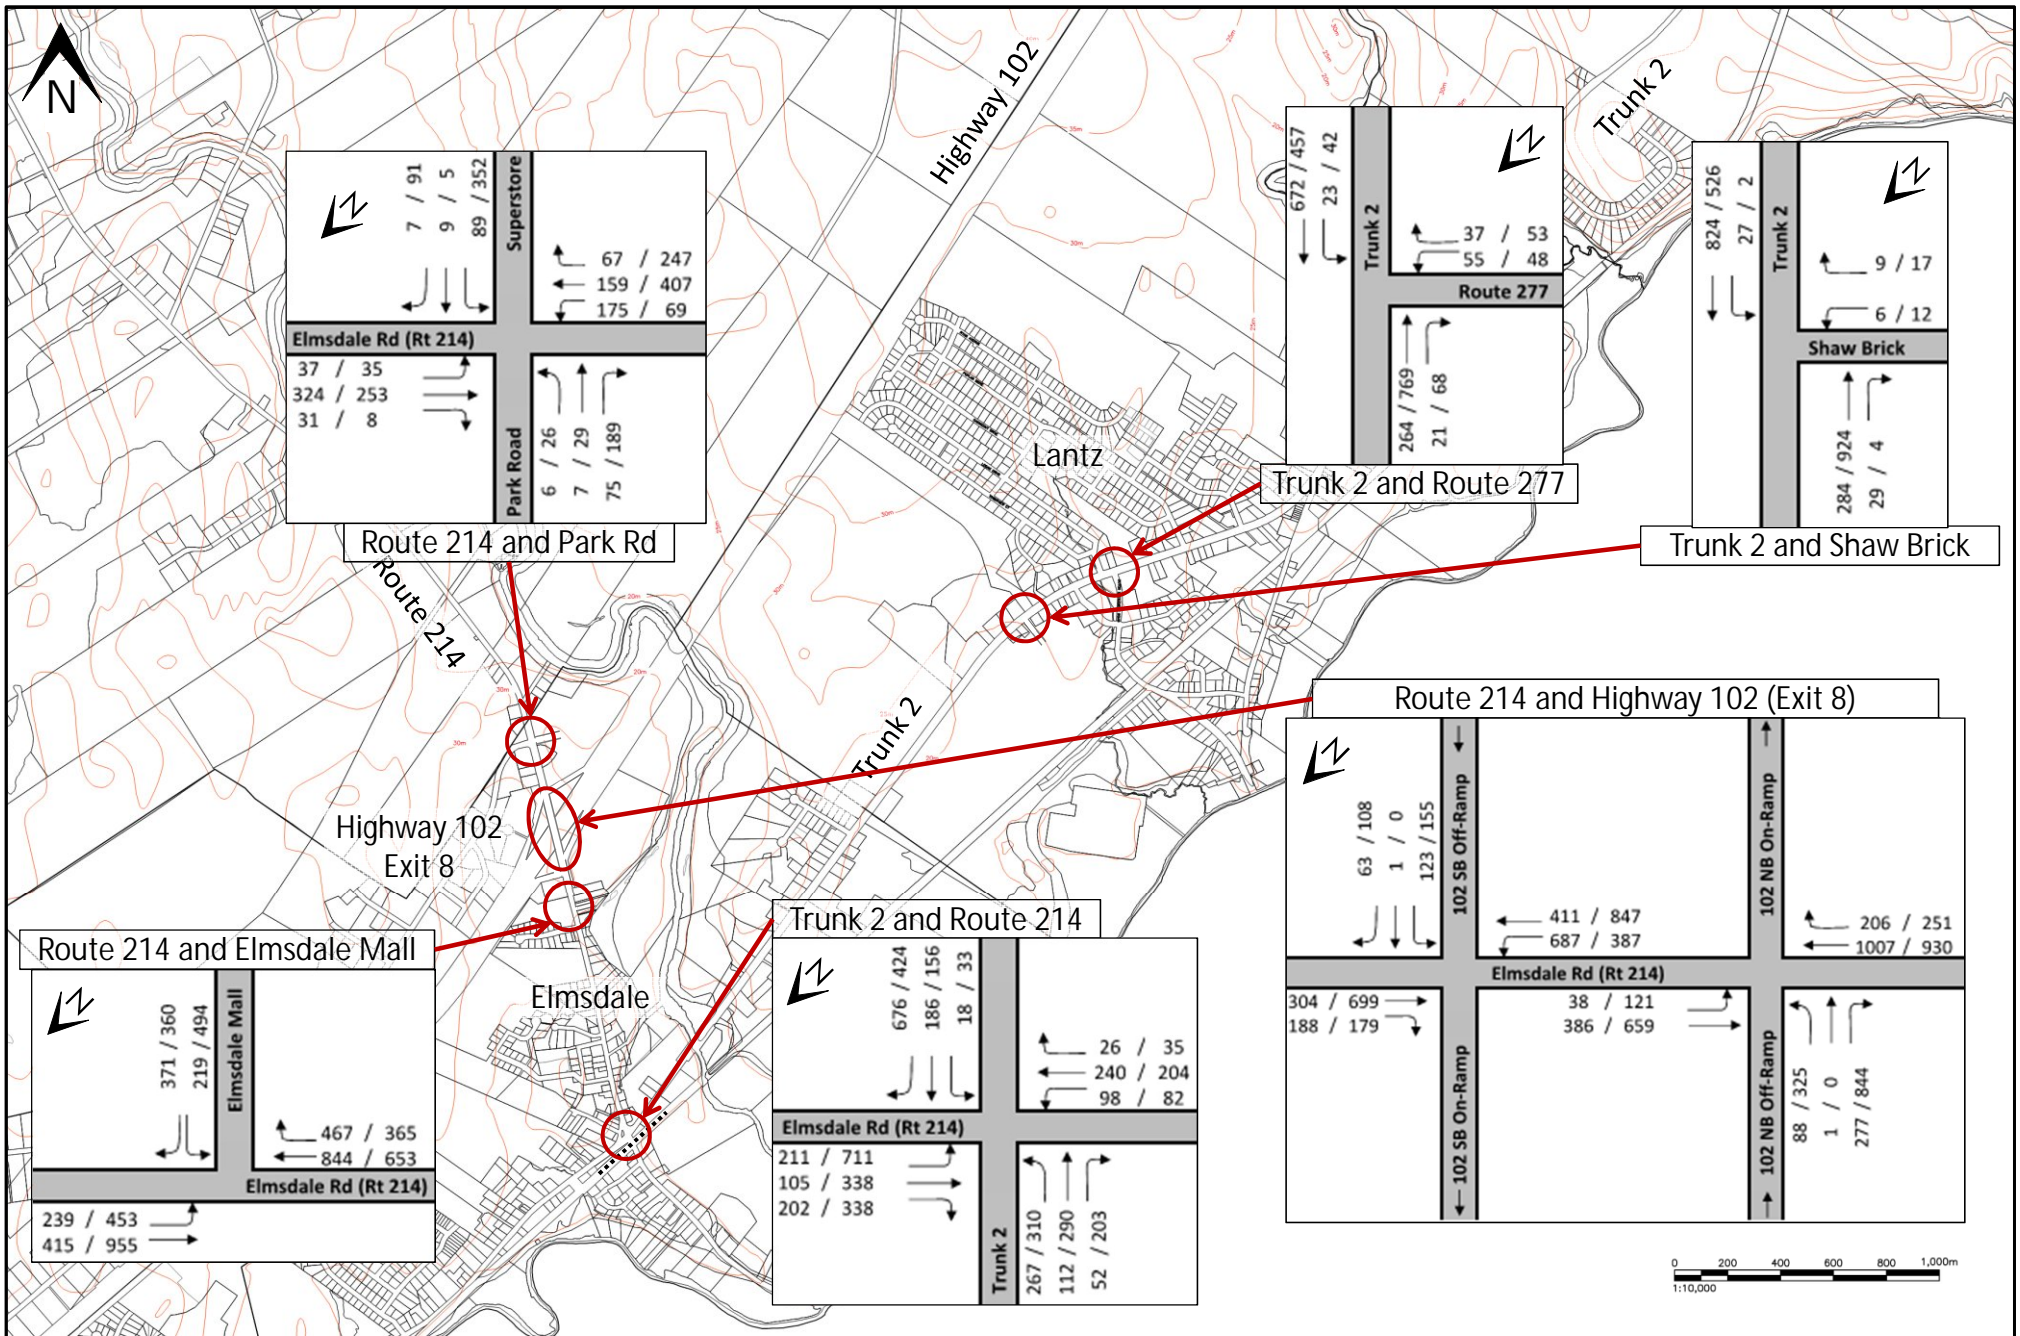 N
Highway 102
Trunk 2
N
7 / 91
9 / 5
89 / 352
Superstore
67 / 247
159 / 407
175 / 69
Elmsdale Rd (Rt 214)
37 / 35
324 / 253
31 / 8
Park Road
6 / 26
7 / 29
75 / 189
Route 214 and Park Rd
N
672 / 457
23 / 42
Trunk 2
37 / 53
55 / 48
Route 277
264 / 769
21 / 68
Trunk 2 and Route 277
N
824 / 526
27 / 2
Trunk 2
9 / 17
6 / 12
Shaw Brick
284 / 924
29 / 4
Trunk 2 and Shaw Brick
Lantz
Route 214
Trunk 2
Highway 102
Exit 8
Elmsdale
Route 214 and Highway 102 (Exit 8)
N
63 / 108
1 / 0
123 / 155
102 SB Off-Ramp
411 / 847
687 / 387
102 NB On-Ramp
206 / 251
1007 / 930
Elmsdale Rd (Rt 214)
304 / 699
188 / 179
38 / 121
386 / 659
102 SB On-Ramp
102 NB Off-Ramp
88 / 325
1 / 0
277 / 844
Route 214 and Elmsdale Mall
N
371 / 360
219 / 494
Elmsdale Mall
467 / 365
844 / 653
Elmsdale Rd (Rt 214)
239 / 453
415 / 955
Trunk 2 and Route 214
N
676 / 424
186 / 156
18 / 33
26 / 35
240 / 204
98 / 82
Elmsdale Rd (Rt 214)
211 / 711
105 / 338
202 / 338
Trunk 2
267 / 310
112 / 290
52 / 203
0 200 400 600 800 1,000m
1:10,000